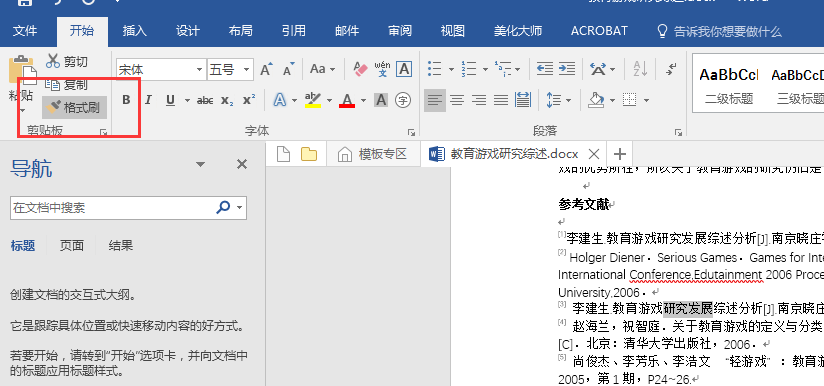 文件 开始 插入 设计 布局 引用 邮件 审阅 视图 美化大师 ACROBAT 告诉我你想要做什么
剪切
复制
粘贴
格式刷
剪贴板
宋体 五号 A A Aa wén A
B I U abc x₂ x² A ab A A 字
字体
段落
AaBbCcI AaBbCc
二级标题 三级标题
导航
在文档中搜索
标题 页面 结果
创建文档的交互式大纲。
它是跟踪具体位置或快速移动内容的好方式。
若要开始，请转到“开始”选项卡，并向文档中
的标题应用标题样式。
模板专区 教育游戏研究综述.docx
参考文献
[1]李建生.教育游戏研究发展综述分析[J].南京晓庄
[2] Holger Diener．Serious Games．Games for Inte
International Conference,Edutainment 2006 Proce
University,2006．
[3] 李建生.教育游戏研究发展综述分析[J].南京晓庄
[4] 赵海兰，祝智庭．关于教育游戏的定义与分类
[C]．北京：清华大学出版社，2006．
[5] 尚俊杰、李芳乐、李浩文 “轻游戏”：教育游
2005，第1期，P24~26.